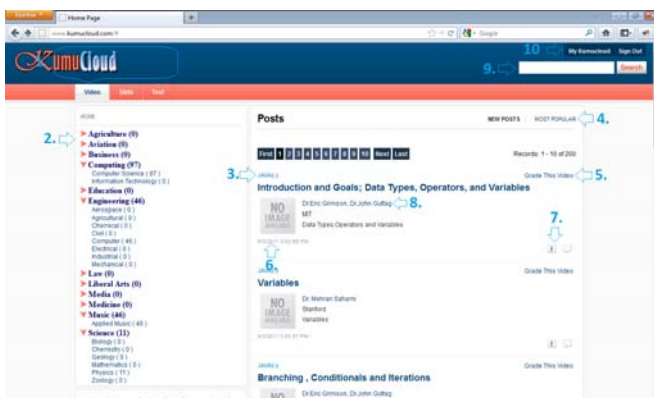 Firefox
Home Page
www.kumucloud.com/#
Google
10
My Kumucloud
Sign Out
KumuCloud
9.
Search
Video
Slide
Text
HOME
Posts
NEW POSTS
MOST POPULAR
4.
2.
Agriculture (0)
Aviation (0)
Business (0)
Computing (97)
Computer Science ( 97 )
Information Technology ( 0 )
Education (0)
Engineering (46)
Aerospace ( 0 )
Agricultural ( 0 )
Chemical ( 0 )
Civil ( 0 )
Computer ( 46 )
Electrical ( 0 )
Industrial ( 0 )
Mechanical ( 0 )
Law (0)
Liberal Arts (0)
Media (0)
Medicine (0)
Music (46)
Applied Music ( 46 )
Science (11)
Biology ( 0 )
Chemistry ( 0 )
Geology ( 0 )
Mathematics ( 0 )
Physics ( 11 )
Zoology ( 0 )
First 1 2 3 4 5 6 7 8 9 10 Next Last
Records: 1 - 10 of 200
3.
Grade This Video
5.
Introduction and Goals; Data Types, Operators, and Variables
NO IMAGE AVAILABLE
Dr.Eric Grimson, Dr.John Guttag
8.
MIT
Data Types Operators and Variables
7.
6.
Grade This Video
Variables
NO IMAGE AVAILABLE
Dr. Mehran Sahami
Stanford
Variables
Grade This Video
Branching , Conditionals and Iterations
NO
Dr.Eric Grimson, Dr.John Guttag